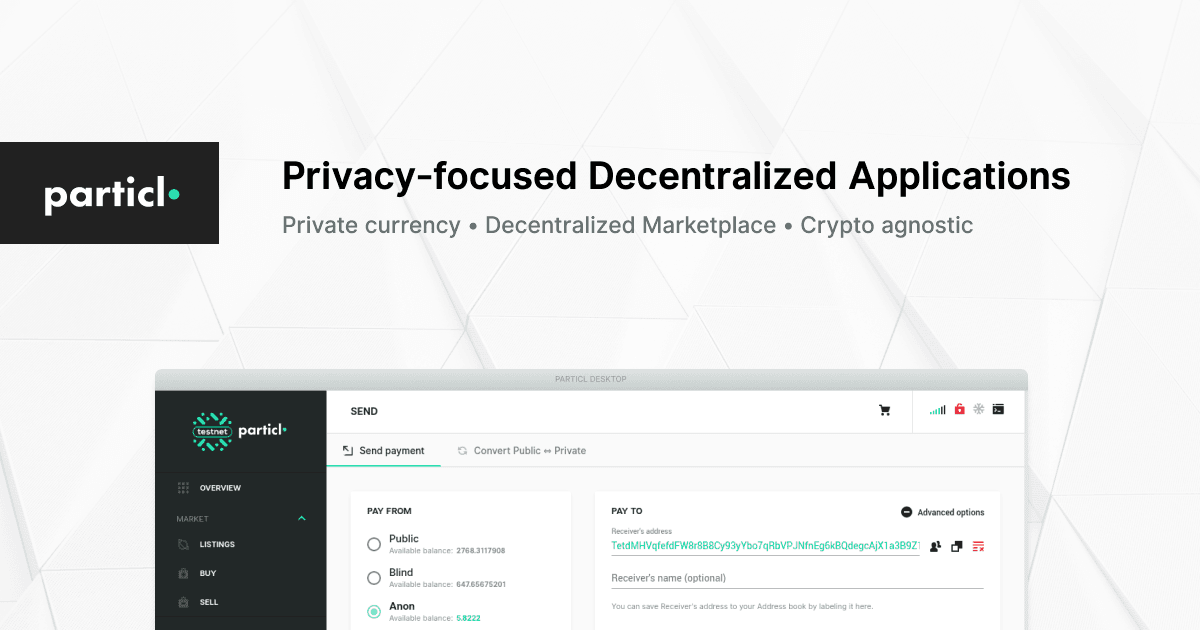 particl
Privacy-focused Decentralized Applications
Private currency • Decentralized Marketplace • Crypto agnostic
PARTICL DESKTOP
testnet particl
SEND
Send payment
Convert Public ⇔ Private
OVERVIEW
MARKET
LISTINGS
BUY
SELL
PAY FROM
Public
Available balance: 2768.3117908
Blind
Available balance: 647.65675201
Anon
Available balance: 5.8222
PAY TO
Advanced options
Receiver's address
Receiver's name (optional)
You can save Receiver's address to your Address book by labeling it here.